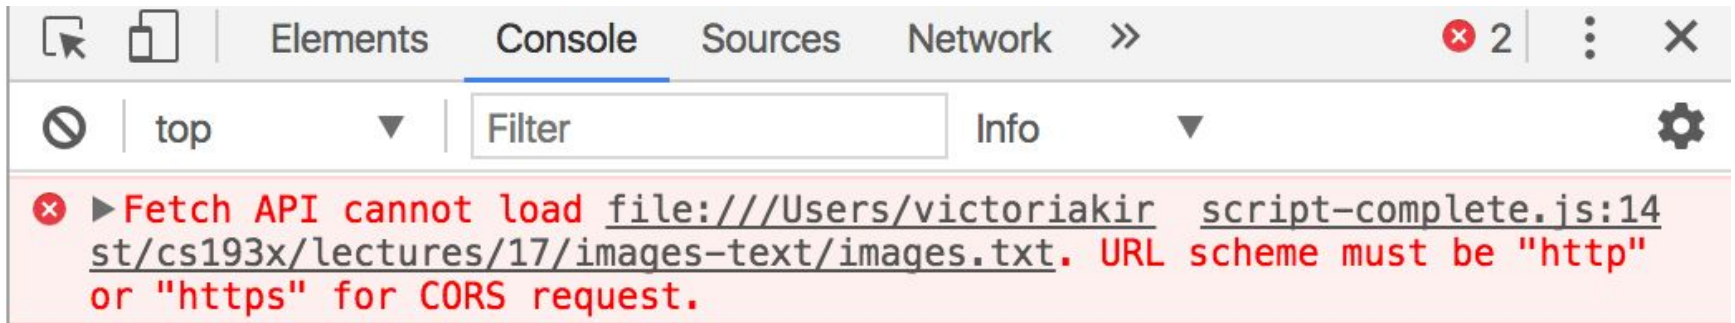 Elements Console Sources Network » 2
top ▼ Filter Info ▼
▶Fetch API cannot load file:///Users/victoriakir script-complete.js:14
st/cs193x/lectures/17/images-text/images.txt. URL scheme must be "http"
or "https" for CORS request.